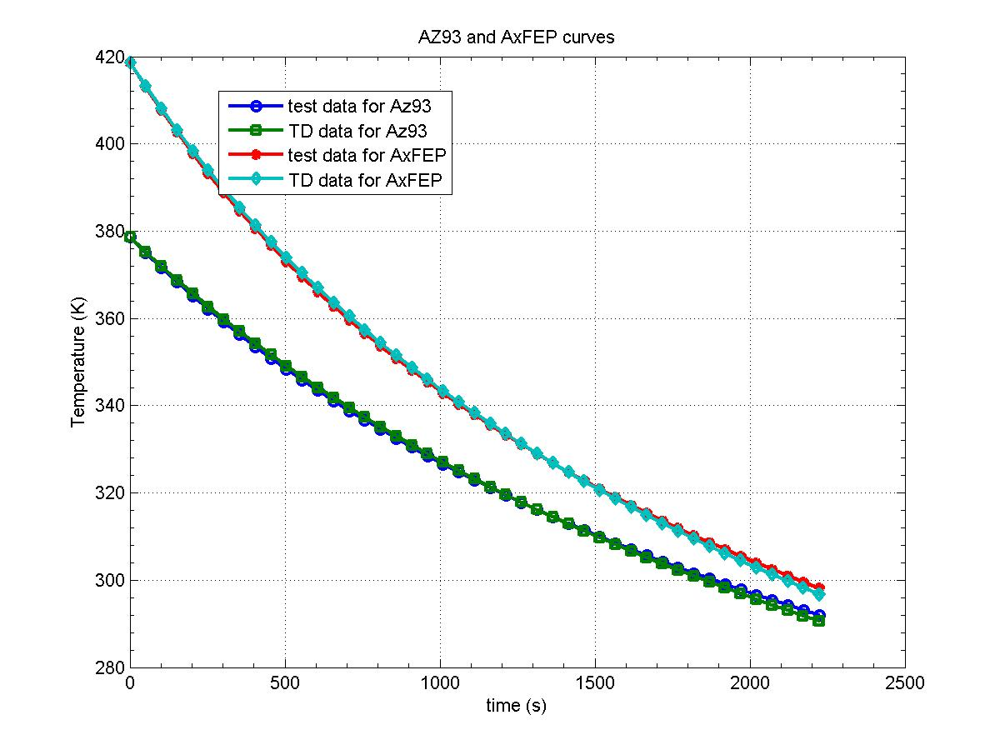 AZ93 and AxFEP curves
420
400
380
360
340
320
300
280
Temperature (K)
test data for Az93
TD data for Az93
test data for AxFEP
TD data for AxFEP
0 500 1000 1500 2000 2500
time (s)